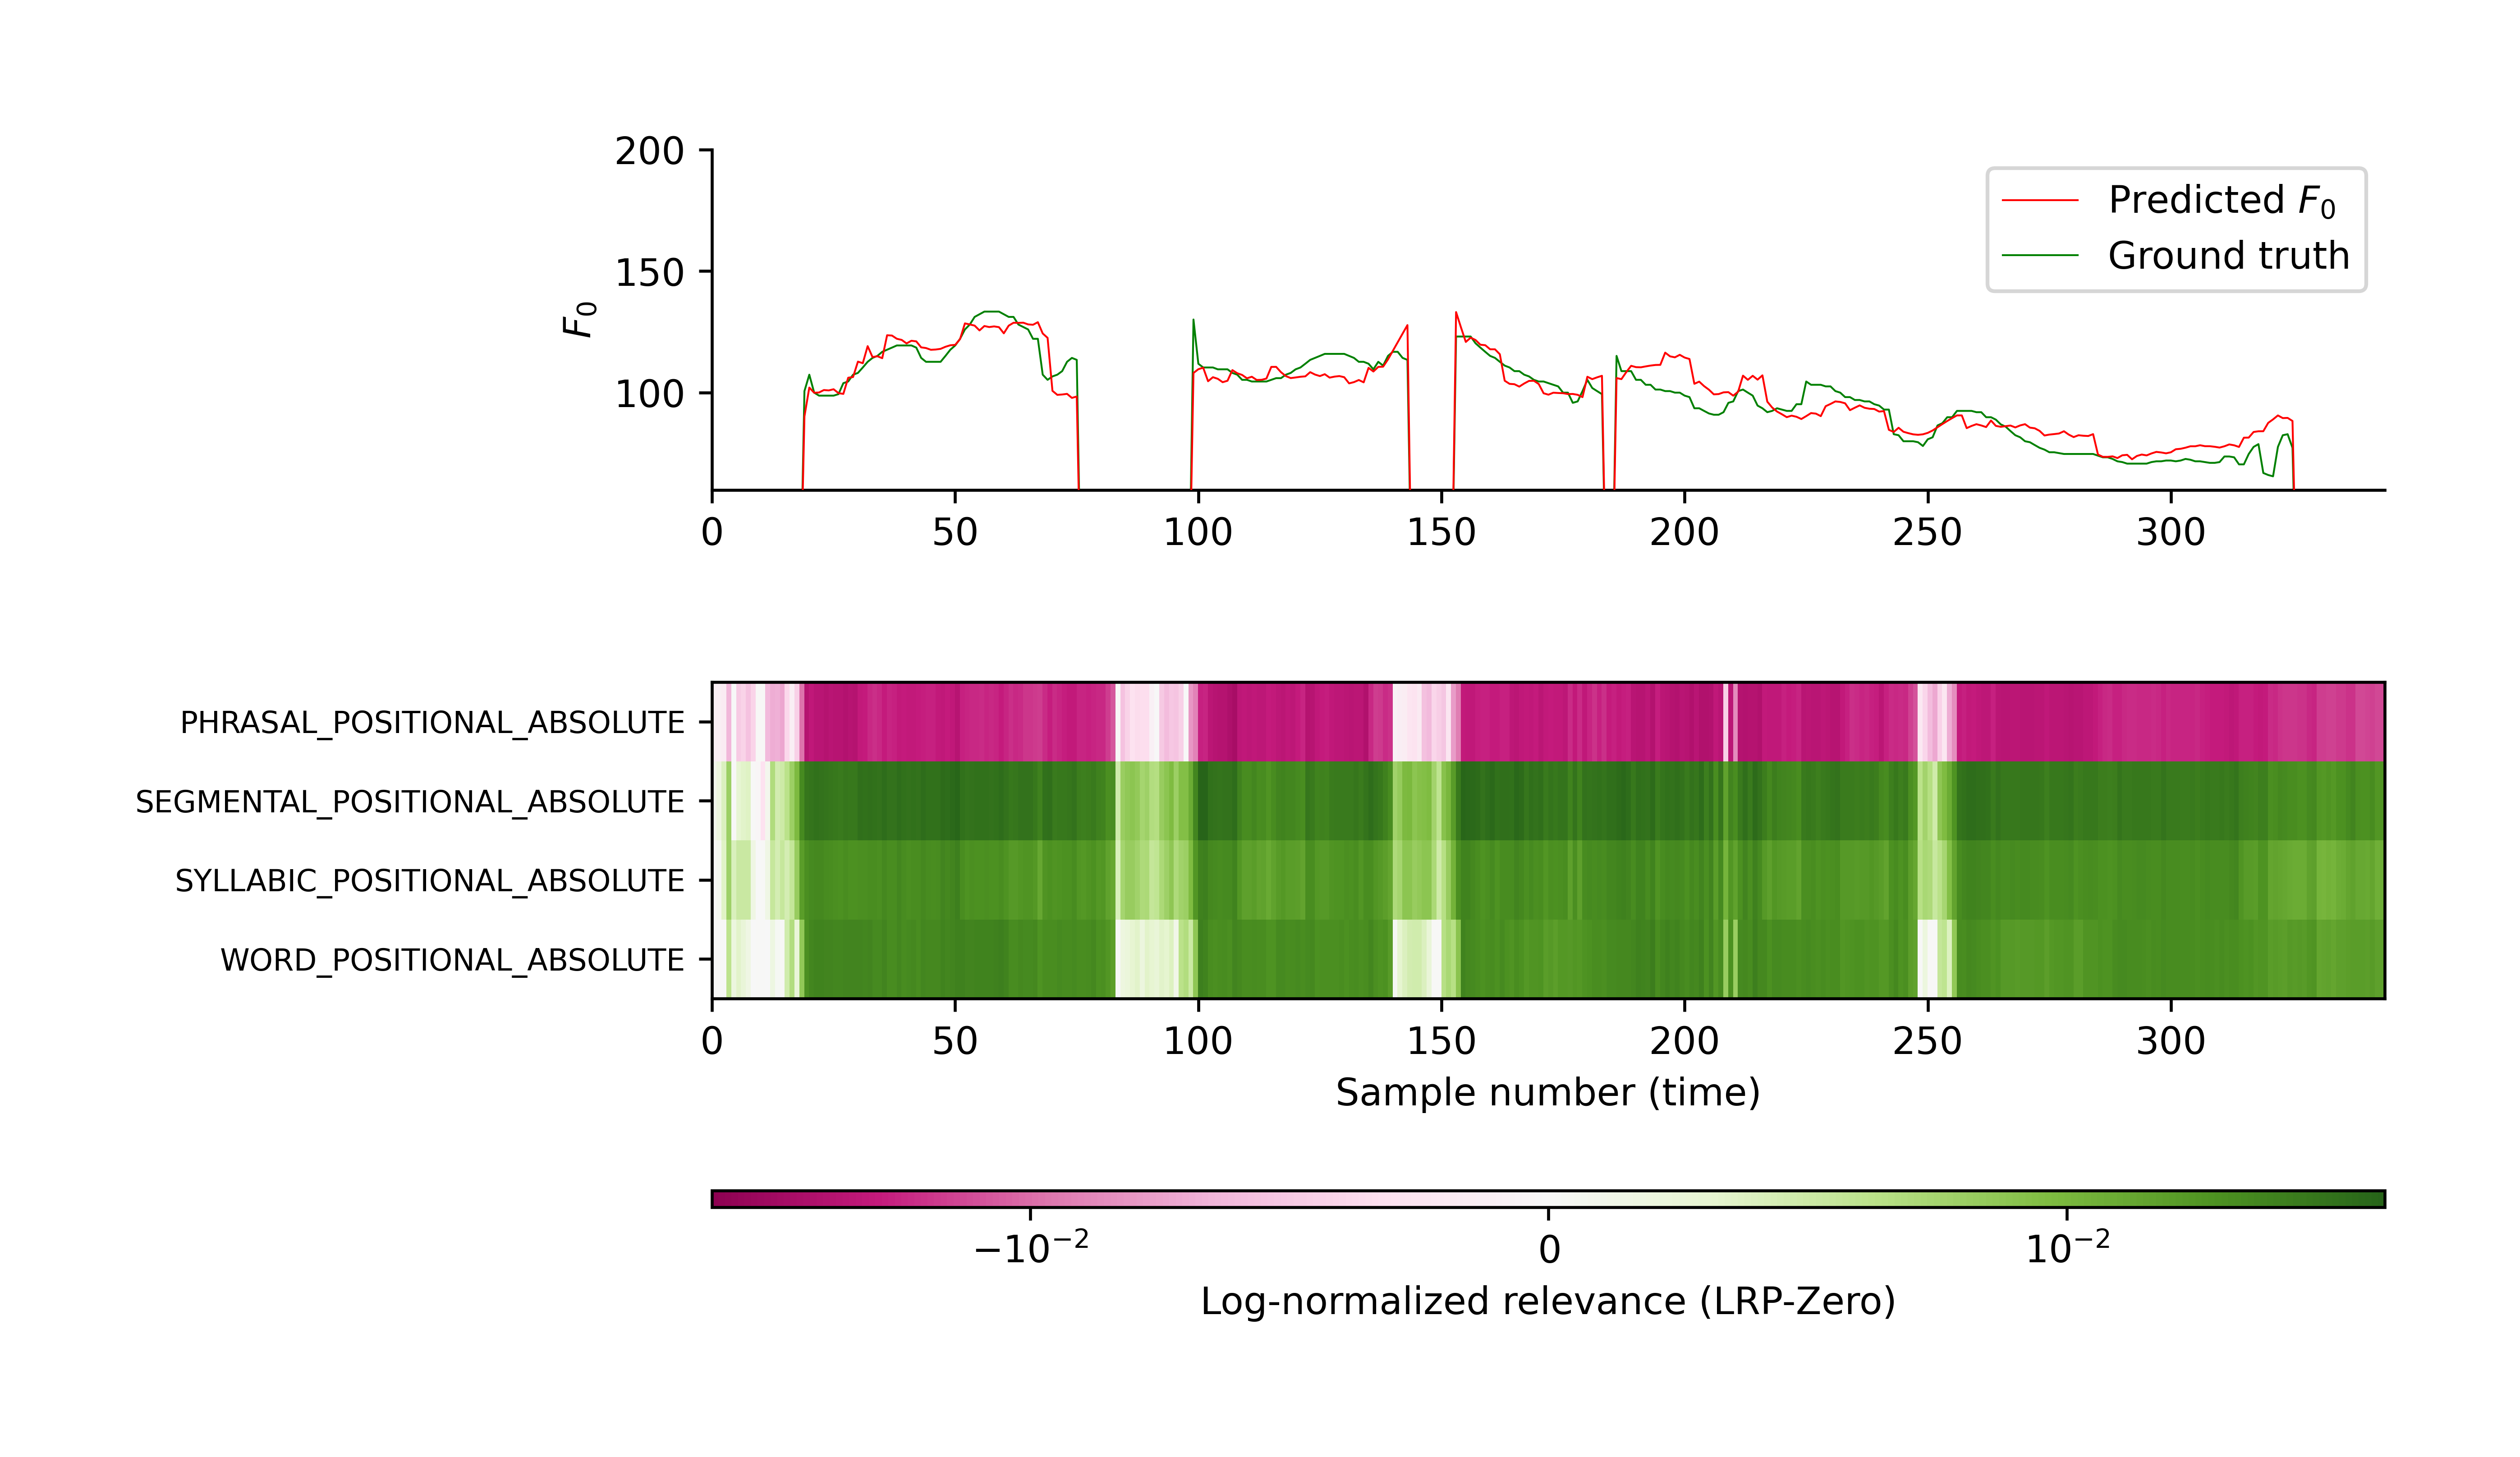 200
150
100
F₀
Predicted F₀
Ground truth
0 50 100 150 200 250 300
PHRASAL_POSITIONAL_ABSOLUTE
SEGMENTAL_POSITIONAL_ABSOLUTE
SYLLABIC_POSITIONAL_ABSOLUTE
WORD_POSITIONAL_ABSOLUTE
0 50 100 150 200 250 300
Sample number (time)
−10⁻² 0 10⁻²
Log-normalized relevance (LRP-Zero)